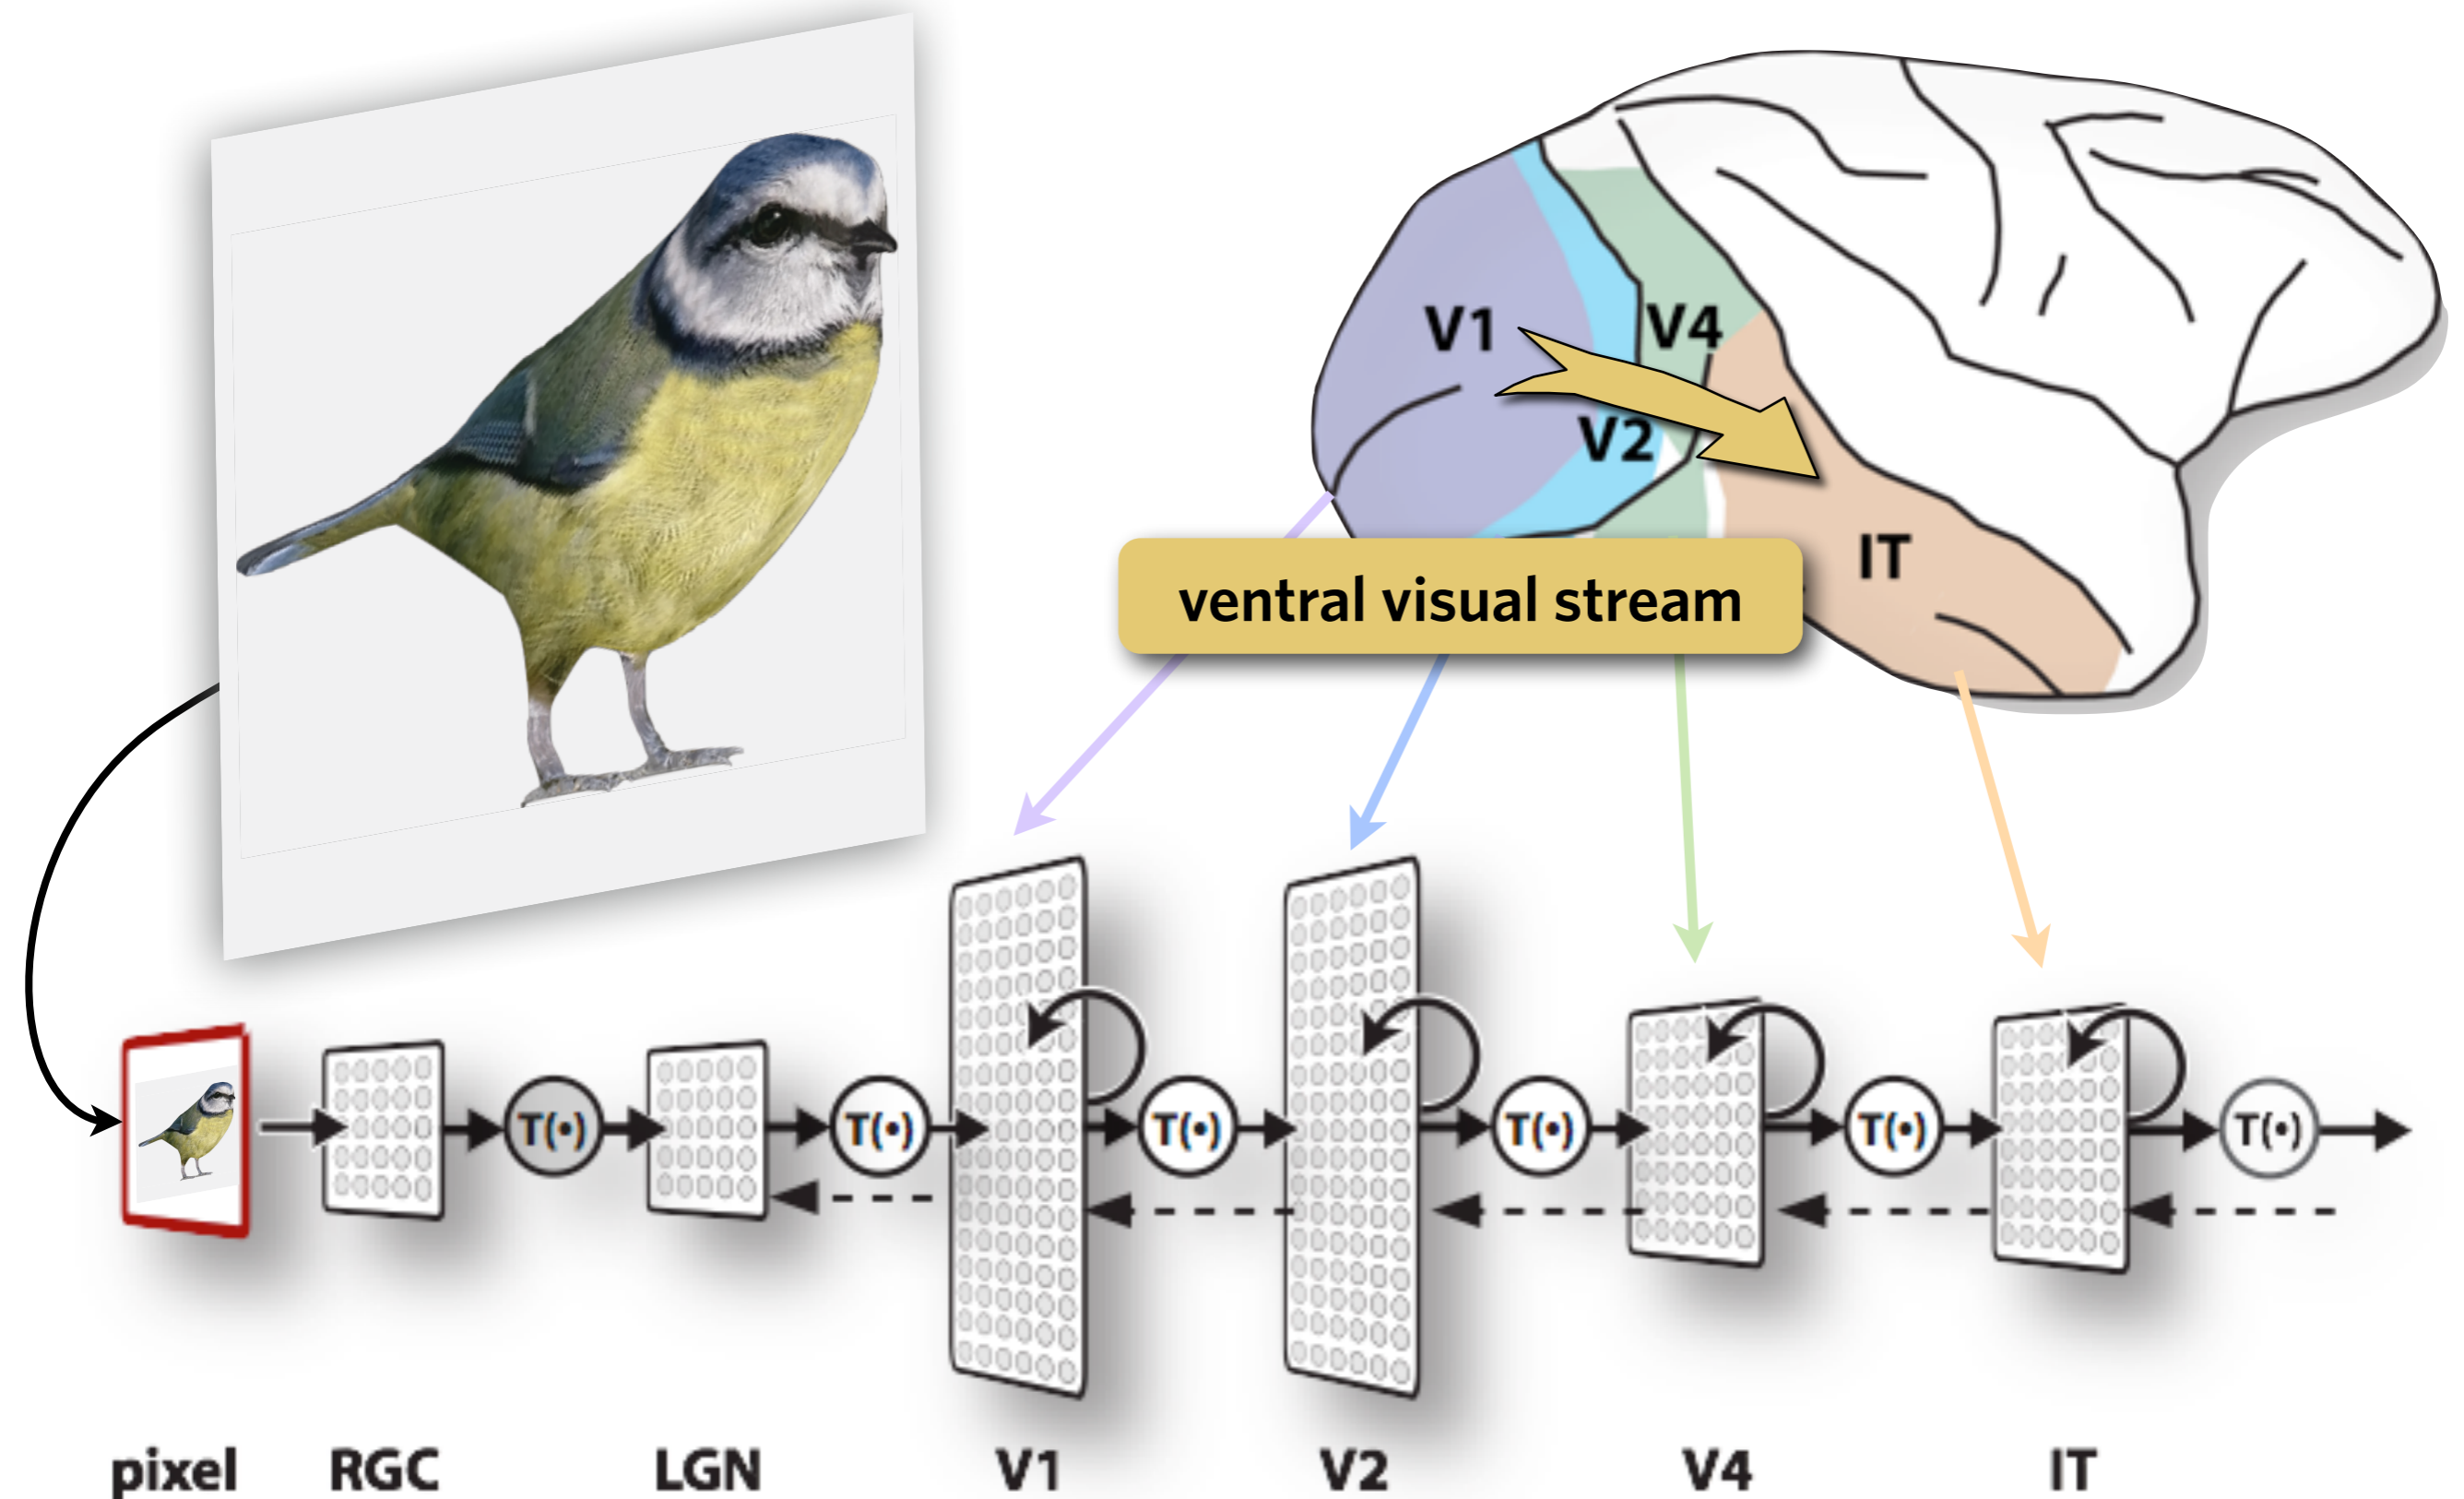 V1
V4
V2
IT
ventral visual stream
T(•)
T(•)
T(•)
T(•)
T(•)
T(•)
pixel
RGC
LGN
V1
V2
V4
IT